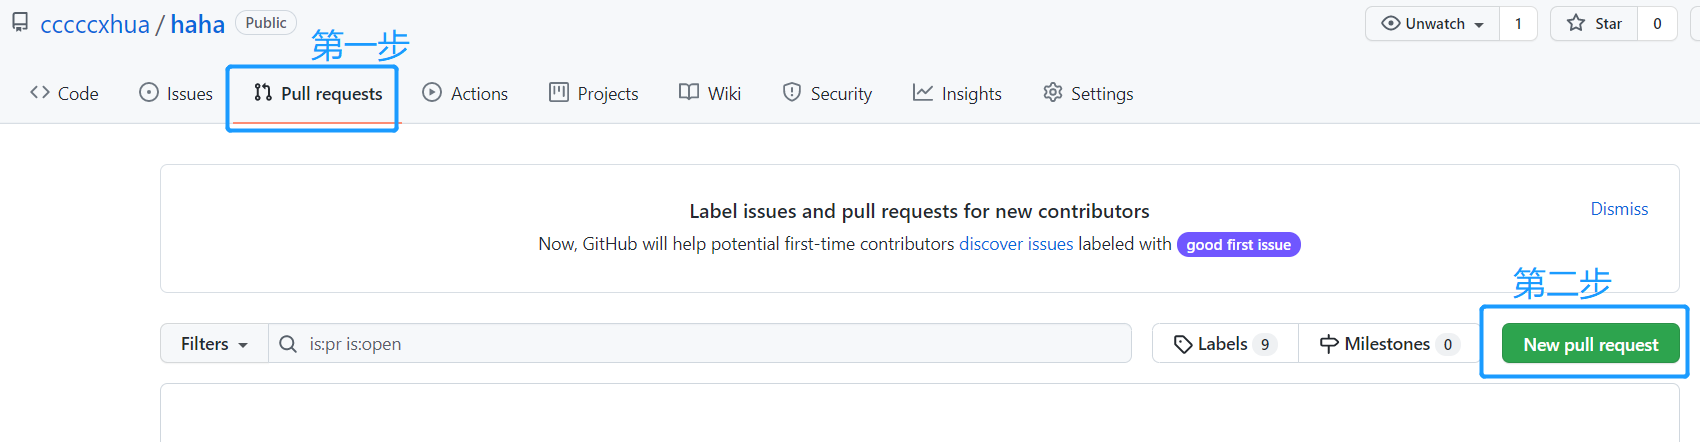 cccccxhua / haha Public
Unwatch 1
Star 0
第一步
Code Issues Pull requests Actions Projects Wiki Security Insights Settings
Label issues and pull requests for new contributors
Dismiss
Now, GitHub will help potential first-time contributors discover issues labeled with good first issue
第二步
Filters is:pr is:open Labels 9 Milestones 0 New pull request